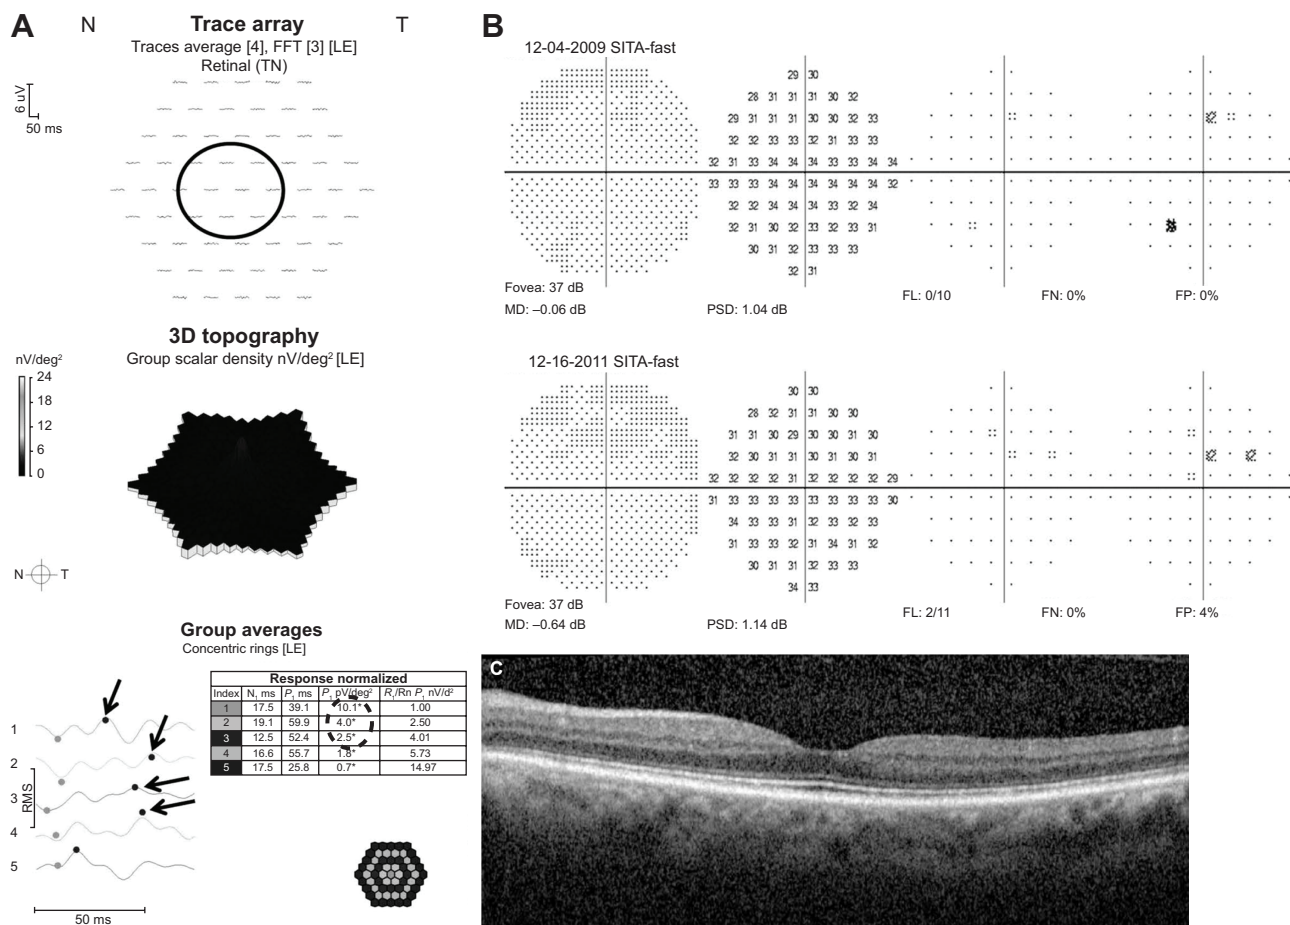 A
N
Trace array
T
Traces average [4], FFT [3] [LE]
Retinal (TN)
6 uV
50 ms
3D topography
Group scalar density nV/deg² [LE]
nV/deg²
24
18
12
6
0
N T
Group averages
Concentric rings [LE]
Response normalized
Index N, ms P, ms P, pV/deg² R,/Rn P, nV/d²
1 17.5 39.1 10.1* 1.00
2 19.1 59.9 4.0* 2.50
3 12.5 52.4 2.5* 4.01
4 16.6 55.7 1.8* 5.73
5 17.5 25.8 0.7* 14.97
1
2
3
4
5
RMS
50 ms
B
12-04-2009 SITA-fast
29 30
28 31 31 31 30 32
29 31 31 31 30 30 32 33
32 32 33 33 32 31 33 33
32 31 33 34 34 34 33 33 34 34
33 33 33 34 34 34 34 34 34 32
32 32 34 34 34 33 32 33
32 31 30 32 33 32 33 31
30 31 32 33 33 33
32 31
Fovea: 37 dB
MD: –0.06 dB
PSD: 1.04 dB
FL: 0/10
FN: 0%
FP: 0%
12-16-2011 SITA-fast
30 30
28 32 31 31 30 30
31 31 30 29 30 30 31 30
32 30 31 31 30 31 30 31
32 32 32 31 32 32 32 32 32 29
31 33 33 33 33 33 33 33 33 30
34 33 33 31 32 33 32 33
31 33 33 32 31 34 31 32
30 31 31 32 33 33
34 33
Fovea: 37 dB
MD: –0.64 dB
PSD: 1.14 dB
FL: 2/11
FN: 0%
FP: 4%
C